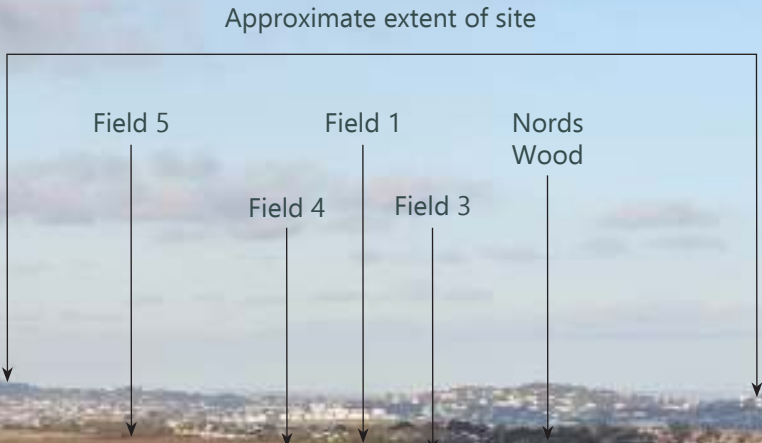 Approximate extent of site
Field 5
Field 1
Nords
Wood
Field 4
Field 3